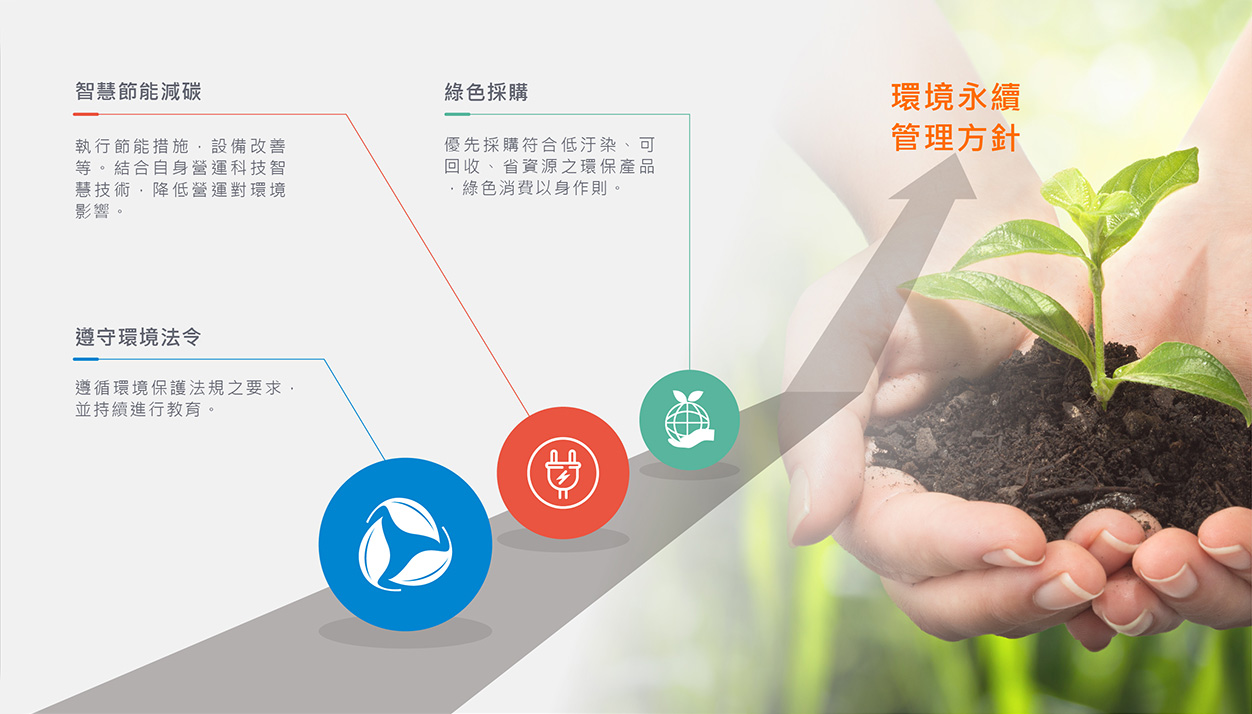 智慧節能減碳
執行節能措施，設備改善
等。結合自身營運科技智
慧技術，降低營運對環境
影響。
綠色採購
優先採購符合低汙染、可
回收、省資源之環保產品
，綠色消費以身作則。
環境永續
管理方針
遵守環境法令
遵循環境保護法規之要求，
並持續進行教育。